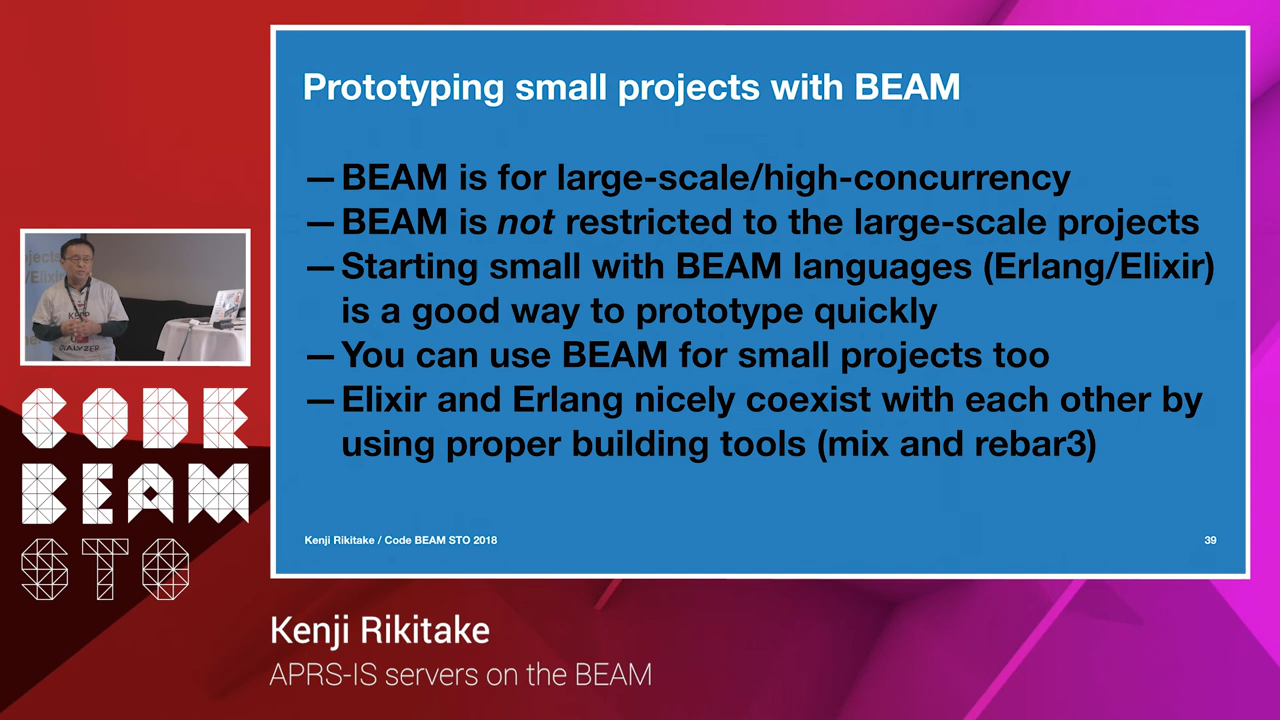 Prototyping small projects with BEAM
—BEAM is for large-scale/high-concurrency
—BEAM is not restricted to the large-scale projects
—Starting small with BEAM languages (Erlang/Elixir)
is a good way to prototype quickly
—You can use BEAM for small projects too
—Elixir and Erlang nicely coexist with each other by
using proper building tools (mix and rebar3)
Kenji Rikitake / Code BEAM STO 2018
39
KEEP
DIALYZER
CODE
BEAM
STO
Kenji Rikitake
APRS-IS servers on the BEAM